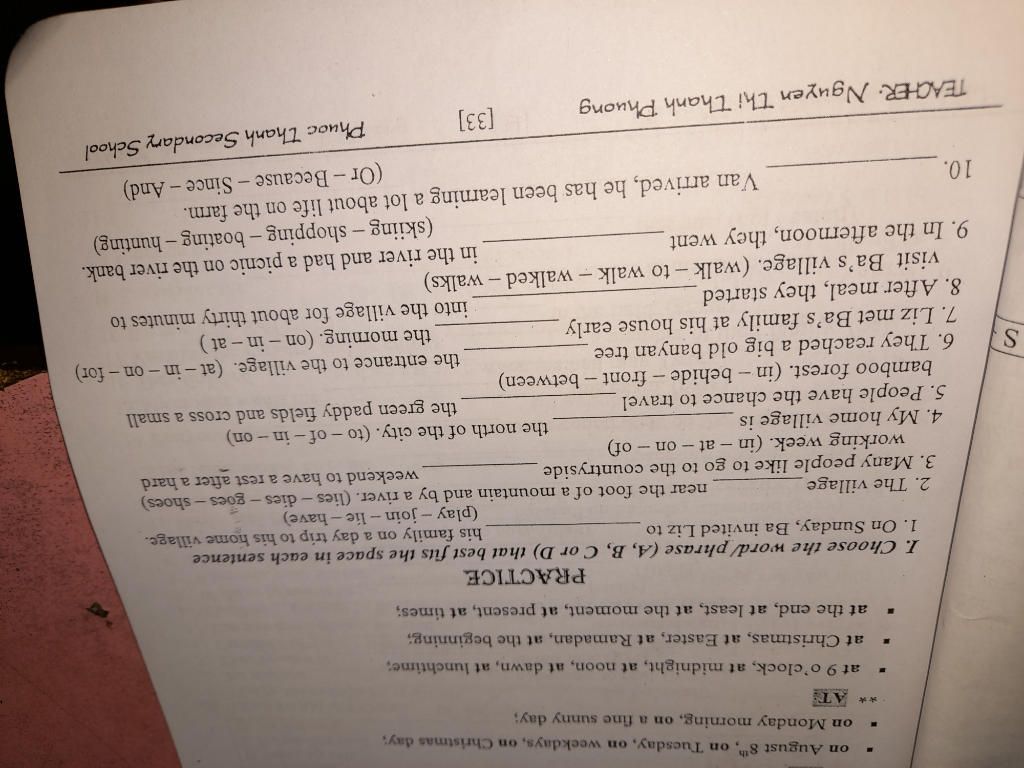 ▪ on August 8th, on Tuesday, on weekdays, on Christmas day;
▪ on Monday morning, on a fine sunny day;
** AT:
▪ at 9 o'clock, at midnight, at noon, at dawn, at lunchtime;
▪ at Christmas, at Easter, at Ramadan, at the beginning;
▪ at the end, at least, at the moment, at present, at times;
PRACTICE
I. Choose the word/phrase (A, B, C or D) that best fits the space in each sentence
1. On Sunday, Ba invited Liz to ____________ his family on a day trip to his home village.
(play – join – lie – have)
2. The village __________ near the foot of a mountain and by a river. (lies – dies – goes – shoes)
3. Many people like to go to the countryside ____________ weekend to have a rest after a hard
working week. (in – at – on – of)
4. My home village is ____________ the north of the city. (to – of – in – on)
5. People have the chance to travel ____________ the green paddy fields and cross a small
bamboo forest. (in – behide – front – between)
6. They reached a big old banyan tree ____________ the entrance to the village. (at – in – on – for)
7. Liz met Ba's family at his house early ____________ the morning. (on – in – at )
8. After meal, they started ____________ into the village for about thirty minutes to
visit Ba's village. (walk – to walk – walked – walks)
9. In the afternoon, they went ____________ in the river and had a picnic on the river bank.
(skiing – shopping – boating – hunting)
10. ____________ Van arrived, he has been learning a lot about life on the farm.
(Or – Because – Since – And)
TEACHER: Nguyen Thi Thanh Phuong [33] Phuoc Thanh Secondary School
S